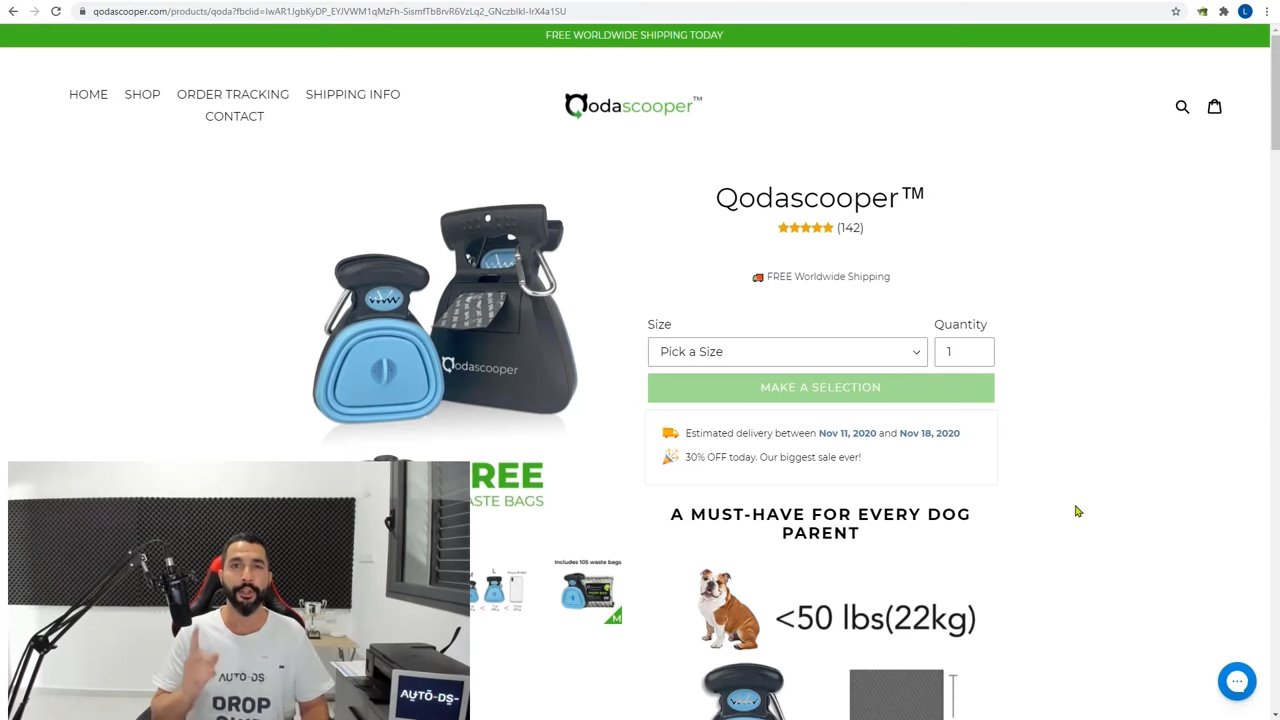 qodascooper.com/products/qoda?fbclid=IwAR1JgbKyDP_EYJVWM1qMzFh-SismfTbBrvR6VzLq2_GNczbIkI-IrX4a1SU
L
FREE WORLDWIDE SHIPPING TODAY
HOME
SHOP
ORDER TRACKING
SHIPPING INFO
CONTACT
Qodascooper™
Qodascooper™
(142)
FREE Worldwide Shipping
Size
Quantity
Pick a Size
1
MAKE A SELECTION
Estimated delivery between Nov 11, 2020 and Nov 18, 2020
30% OFF today. Our biggest sale ever!
A MUST-HAVE FOR EVERY DOG
PARENT
<50 lbs(22kg)
Qodascooper
REE
ASTE BAGS
L
Includes 105 waste bags
M
AUTO-DS-
DROP
AUTO-DS-